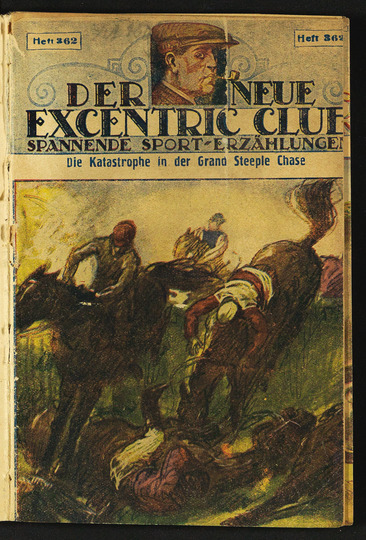 Heft 362
Heft 362
DER NEUE
EXCENTRIC CLUB
SPANNENDE SPORT-ERZÄHLUNGEN
Die Katastrophe in der Grand Steeple Chase